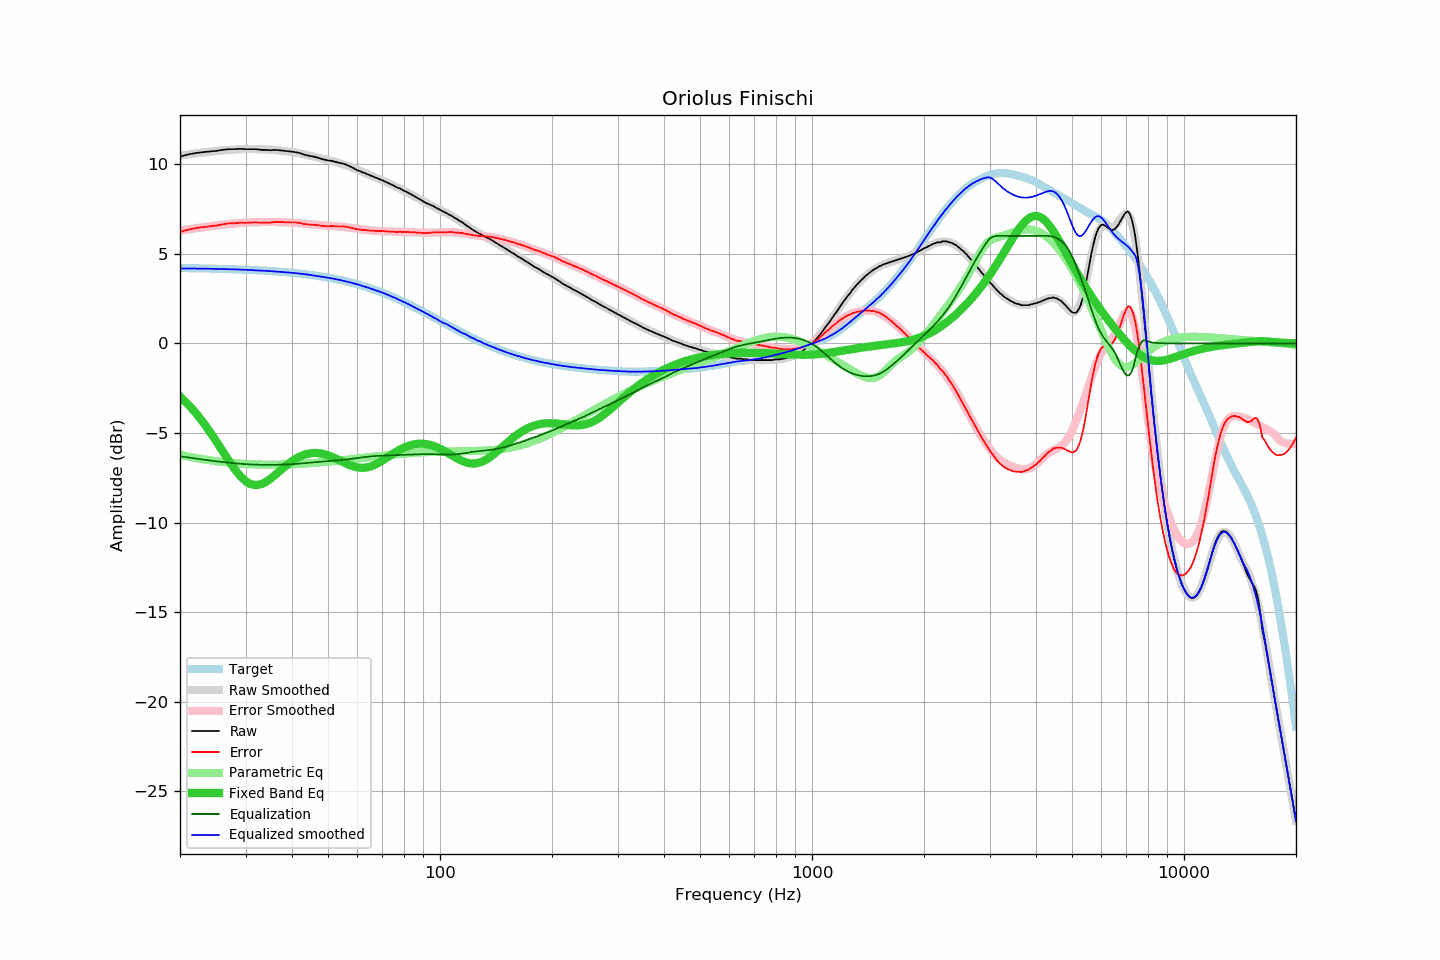 Oriolus Finischi
10
5
0
−5
−10
−15
−20
−25
Amplitude (dBr)
Target
Raw Smoothed
Error Smoothed
Raw
Error
Parametric Eq
Fixed Band Eq
Equalization
Equalized smoothed
100 1000 10000
Frequency (Hz)